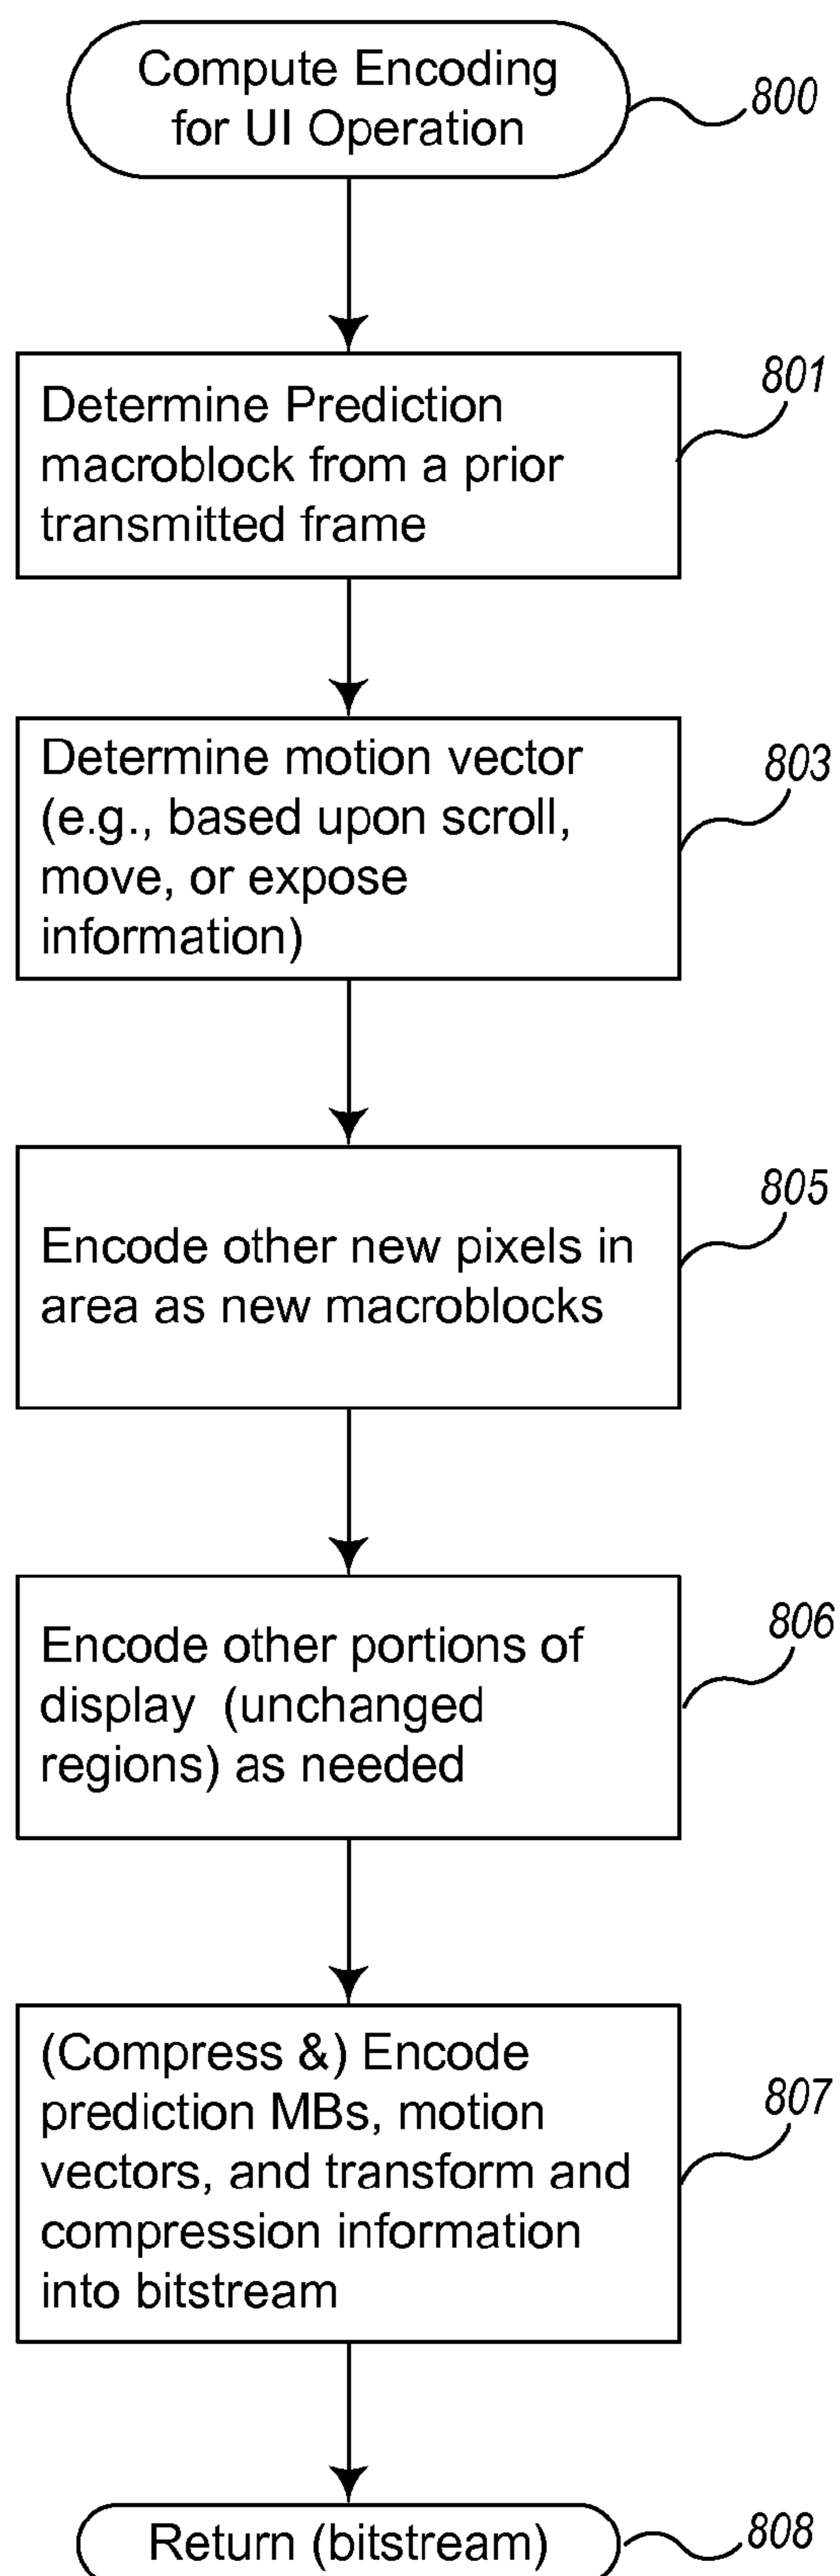 Compute Encoding
for UI Operation
800
801
Determine Prediction
macroblock from a prior
transmitted frame
803
Determine motion vector
(e.g., based upon scroll,
move, or expose
information)
805
Encode other new pixels in
area as new macroblocks
806
Encode other portions of
display (unchanged
regions) as needed
807
(Compress &) Encode
prediction MBs, motion
vectors, and transform and
compression information
into bitstream
Return (bitstream)
808